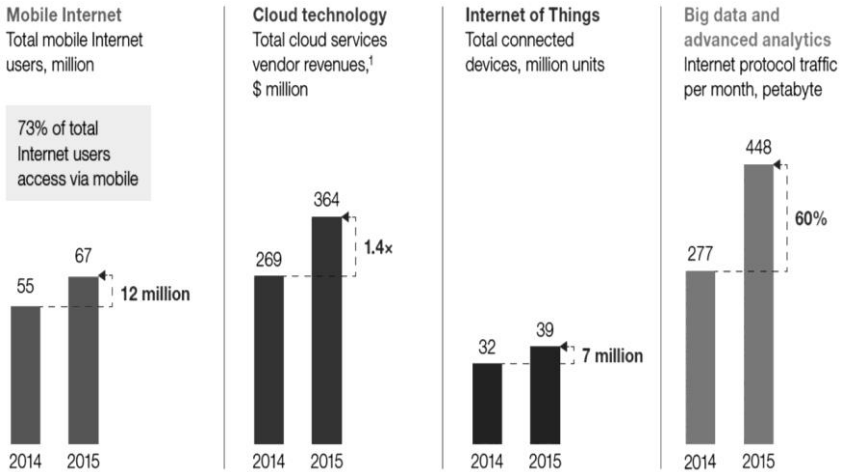 Mobile Internet
Total mobile Internet
users, million
73% of total
Internet users
access via mobile
55
67
12 million
2014 2015
Cloud technology
Total cloud services
vendor revenues,¹
$ million
269
364
1.4×
2014 2015
Internet of Things
Total connected
devices, million units
32
39
7 million
2014 2015
Big data and
advanced analytics
Internet protocol traffic
per month, petabyte
277
448
60%
2014 2015